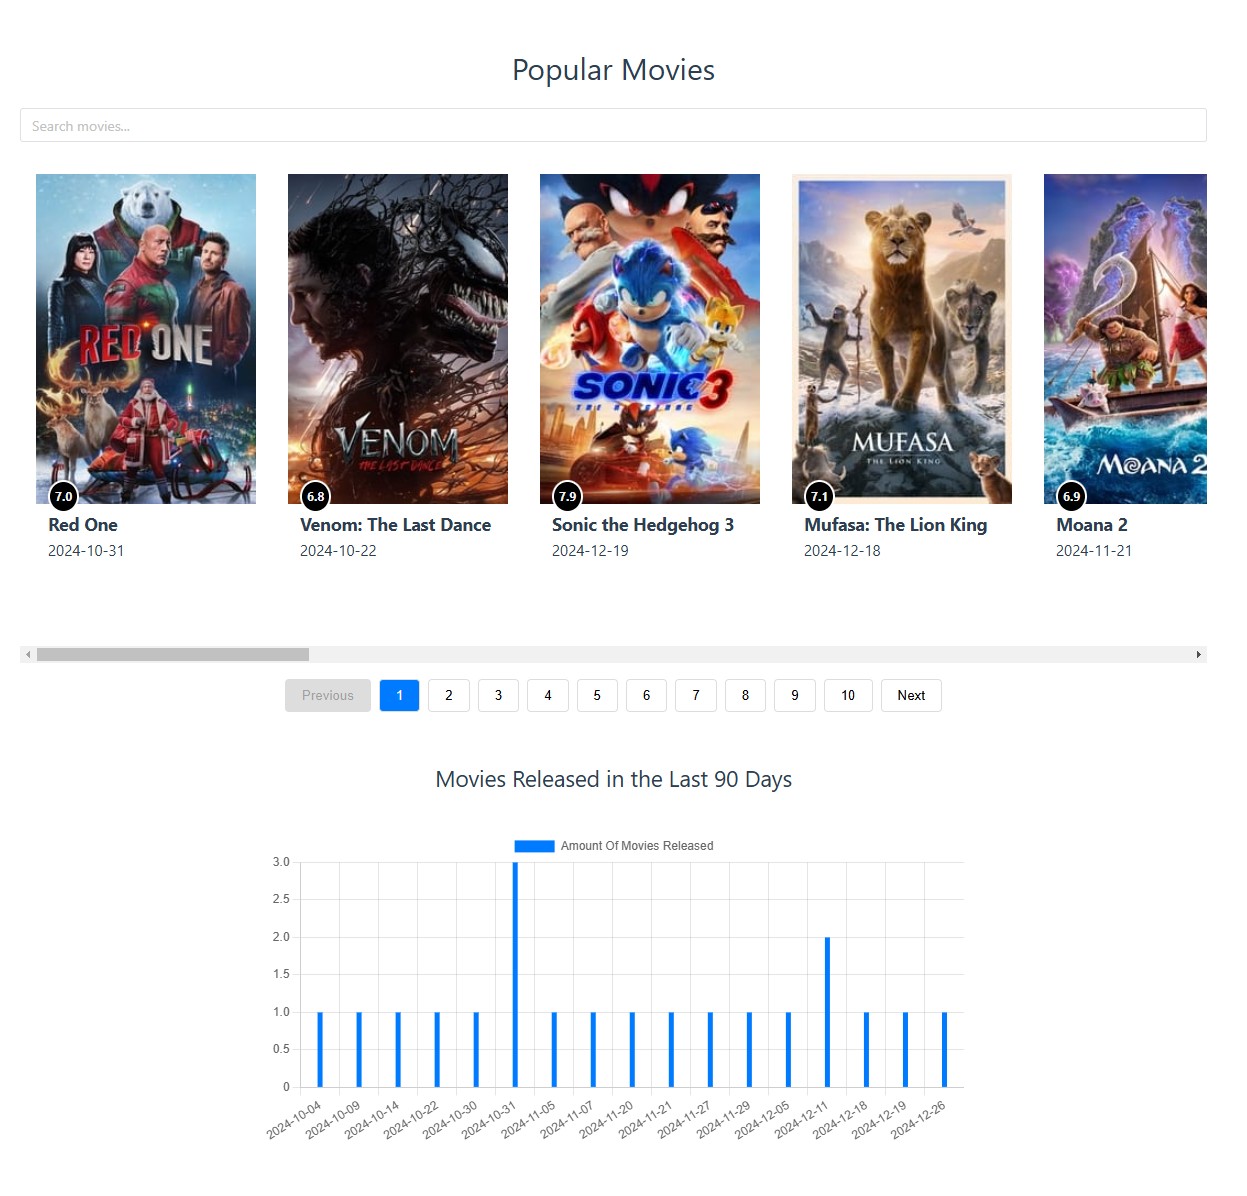 Popular Movies
Search movies...
RED ONE
VENOM
THE LAST DANCE
SONIC 3
THE HEDGEHOG
MUFASA
THE LION KING
2
MOANA 2
7.0
6.8
7.9
7.1
6.9
Red One
Venom: The Last Dance
Sonic the Hedgehog 3
Mufasa: The Lion King
Moana 2
2024-10-31
2024-10-22
2024-12-19
2024-12-18
2024-11-21
Previous 1 2 3 4 5 6 7 8 9 10 Next
Movies Released in the Last 90 Days
Amount Of Movies Released
3.0
2.5
2.0
1.5
1.0
0.5
0
2024-10-04
2024-10-09
2024-10-14
2024-10-22
2024-10-30
2024-10-31
2024-11-05
2024-11-07
2024-11-20
2024-11-21
2024-11-27
2024-11-29
2024-12-05
2024-12-11
2024-12-18
2024-12-19
2024-12-26